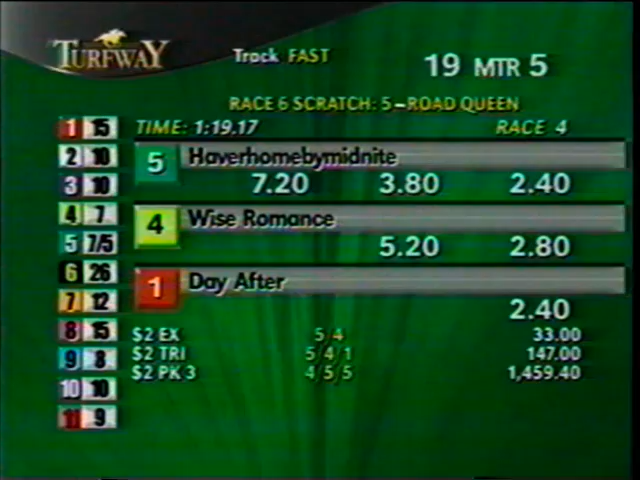 TURFWAY
Track FAST
19 MTR 5
RACE 6 SCRATCH: 5-ROAD QUEEN
1 15 TIME: 1:19.17 RACE 4
2 10 5 Haverhomebymidnite
3 10 7.20 3.80 2.40
4 7 4 Wise Romance
5 7/5 5.20 2.80
6 26 1 Day After
7 12 2.40
8 15 $2 EX 5/4 33.00
9 8 $2 TRI 5/4/1 147.00
10 10 $2 PK 3 4/5/5 1,459.40
11 9